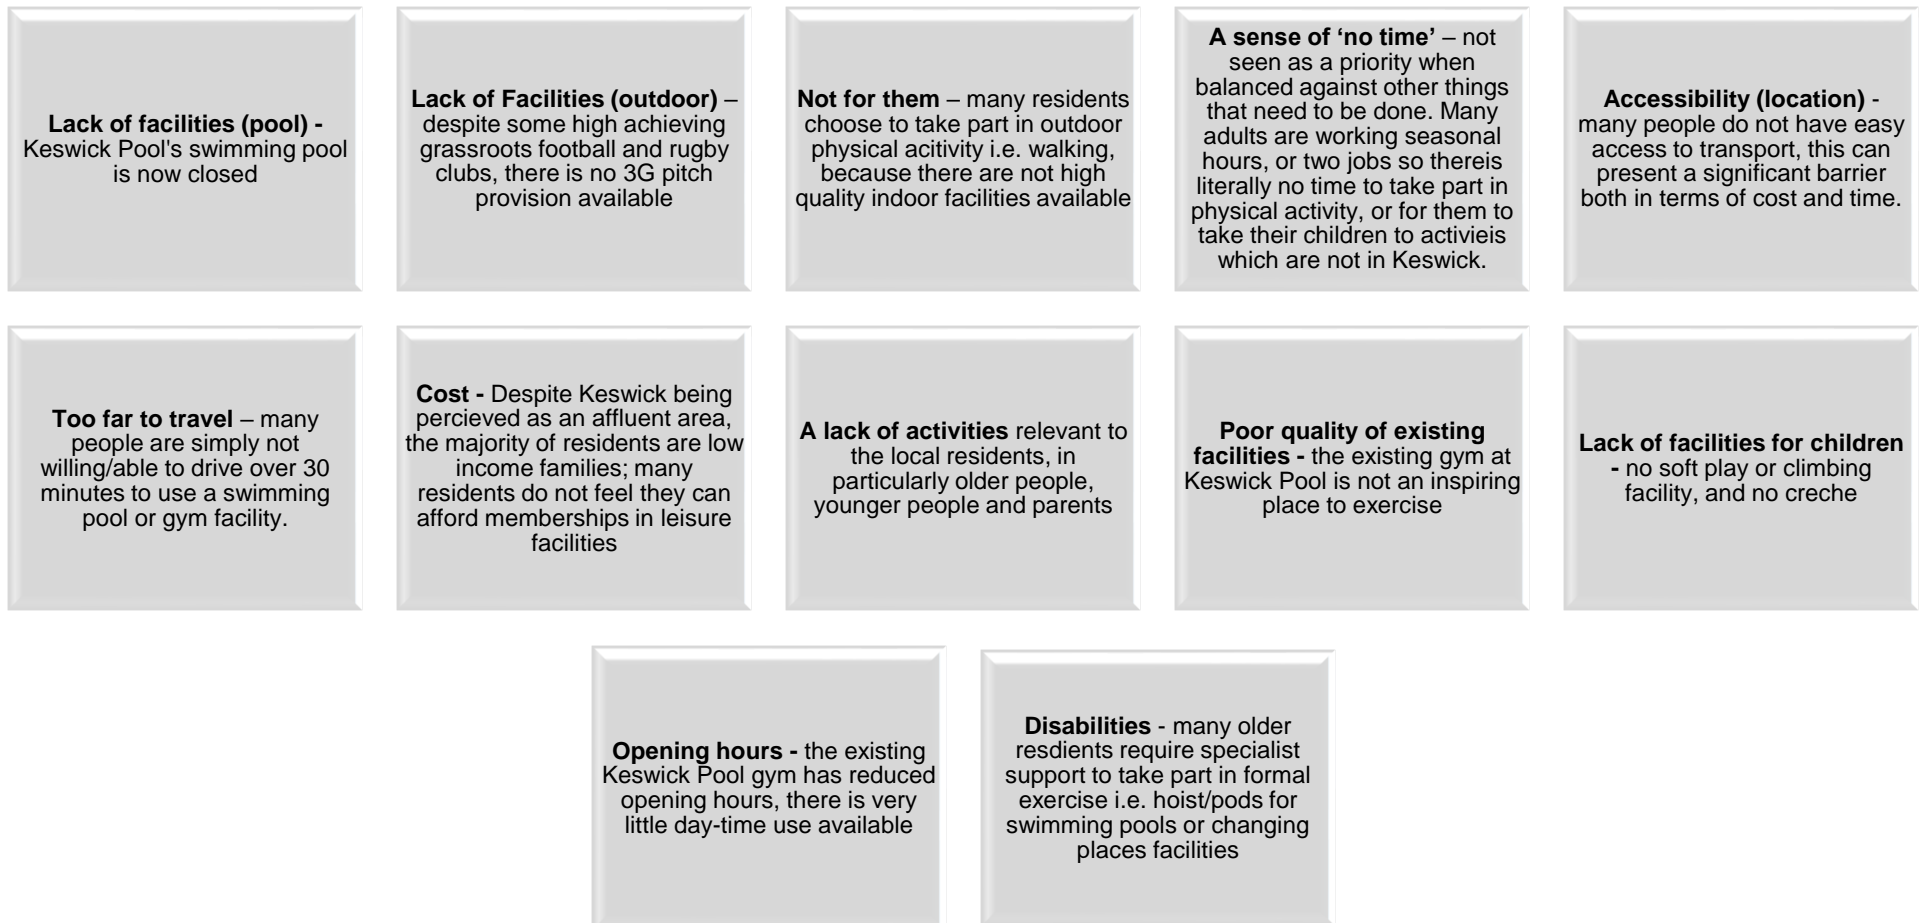 Lack of facilities (pool) -
Keswick Pool's swimming pool
is now closed
Lack of Facilities (outdoor) –
despite some high achieving
grassroots football and rugby
clubs, there is no 3G pitch
provision available
Not for them – many residents
choose to take part in outdoor
physical acitivity i.e. walking,
because there are not high
quality indoor facilities available
A sense of ‘no time’ – not
seen as a priority when
balanced against other things
that need to be done. Many
adults are working seasonal
hours, or two jobs so thereis
literally no time to take part in
physical activity, or for them to
take their children to activieis
which are not in Keswick.
Accessibility (location) -
many people do not have easy
access to transport, this can
present a significant barrier
both in terms of cost and time.
Too far to travel – many
people are simply not
willing/able to drive over 30
minutes to use a swimming
pool or gym facility.
Cost - Despite Keswick being
percieved as an affluent area,
the majority of residents are low
income families; many
residents do not feel they can
afford memberships in leisure
facilities
A lack of activities relevant to
the local residents, in
particularly older people,
younger people and parents
Poor quality of existing
facilities - the existing gym at
Keswick Pool is not an inspiring
place to exercise
Lack of facilities for children
- no soft play or climbing
facility, and no creche
Opening hours - the existing
Keswick Pool gym has reduced
opening hours, there is very
little day-time use available
Disabilities - many older
resdients require specialist
support to take part in formal
exercise i.e. hoist/pods for
swimming pools or changing
places facilities